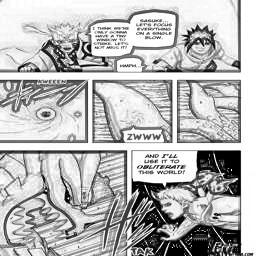 I THINK WE'RE
ONLY GONNA
HAVE A TINY
WINDOW TO
STRIKE. LET'S
NOT MISS IT.
SASUKE...
LET'S FOCUS
EVERYTHING
ON A SINGLE
BLOW.
HMPH...
ZWWW
AND I'LL
USE IT TO
OBLITERATE
THIS WORLD!